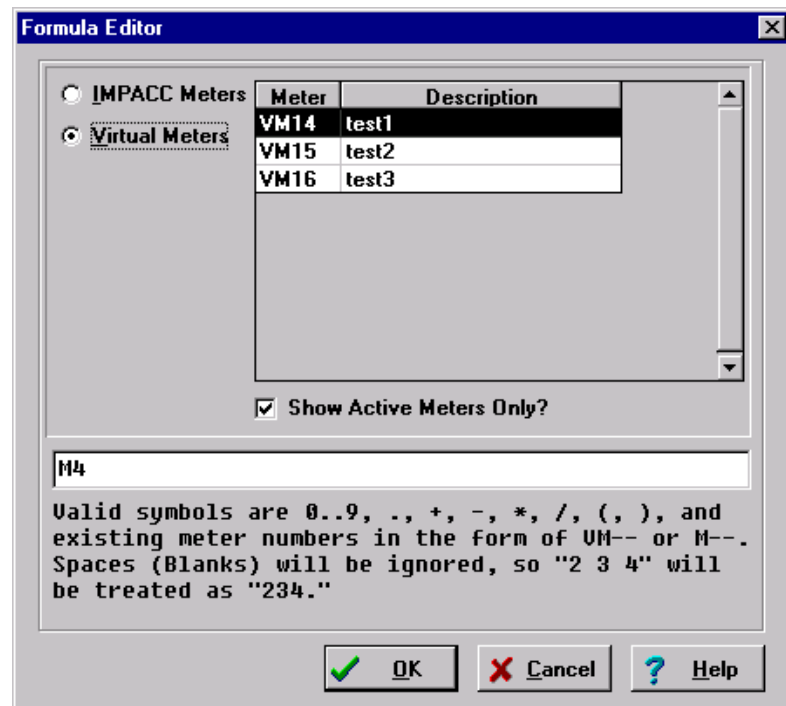 Formula Editor
IMPACC Meters
Virtual Meters
Meter Description
VM14 test1
VM15 test2
VM16 test3
Show Active Meters Only?
M4
Valid symbols are 0..9, ., +, -, *, /, (, ), and
existing meter numbers in the form of VM-- or M--.
Spaces (Blanks) will be ignored, so "2 3 4" will
be treated as "234."
OK Cancel ? Help